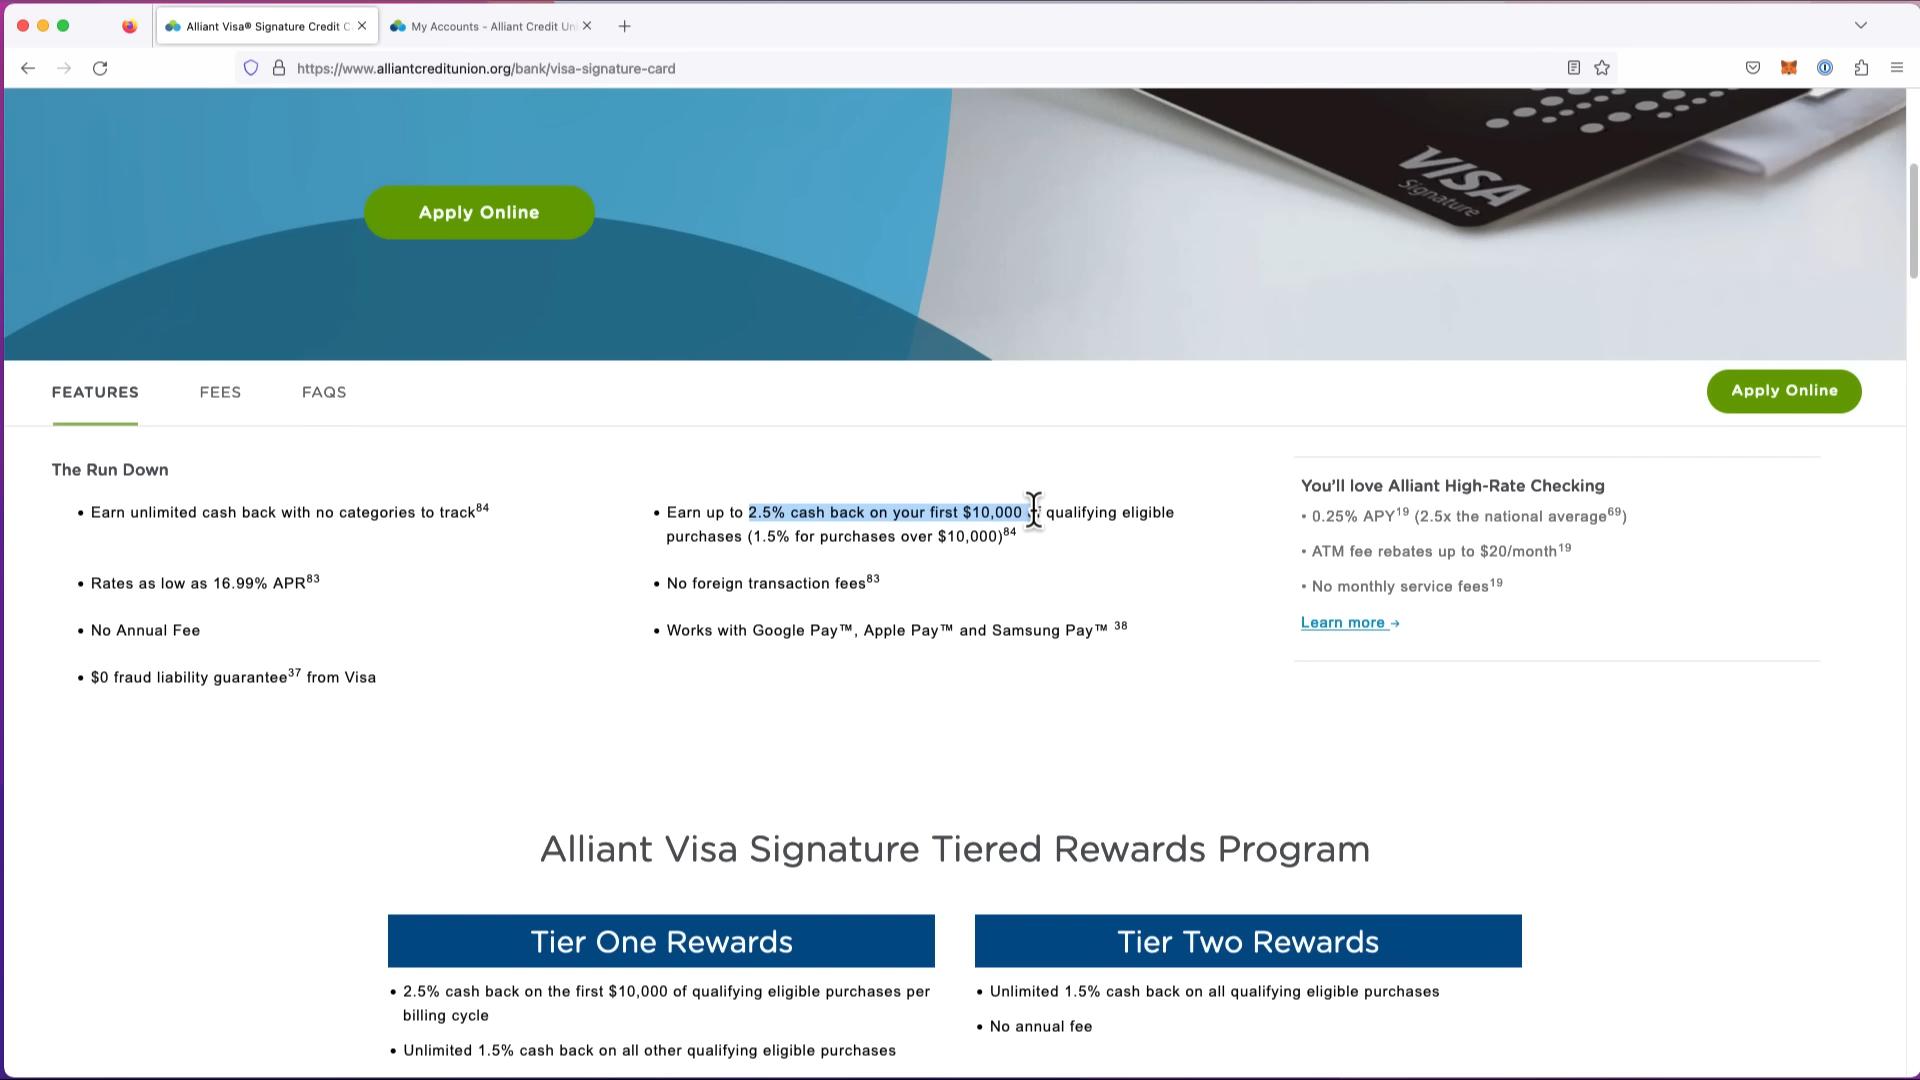 Alliant Visa® Signature Credit C
My Accounts - Alliant Credit Un
https://www.alliantcreditunion.org/bank/visa-signature-card
VISA
Signature
Apply Online
FEATURES
FEES
FAQS
Apply Online
The Run Down
• Earn unlimited cash back with no categories to track84
• Rates as low as 16.99% APR83
• No Annual Fee
• $0 fraud liability guarantee37 from Visa
• Earn up to 2.5% cash back on your first $10,000 of qualifying eligible
purchases (1.5% for purchases over $10,000)84
• No foreign transaction fees83
• Works with Google Pay™, Apple Pay™ and Samsung Pay™ 38
You'll love Alliant High-Rate Checking
• 0.25% APY19 (2.5x the national average69)
• ATM fee rebates up to $20/month19
• No monthly service fees19
Learn more →
Alliant Visa Signature Tiered Rewards Program
Tier One Rewards
• 2.5% cash back on the first $10,000 of qualifying eligible purchases per
billing cycle
• Unlimited 1.5% cash back on all other qualifying eligible purchases
Tier Two Rewards
• Unlimited 1.5% cash back on all qualifying eligible purchases
• No annual fee